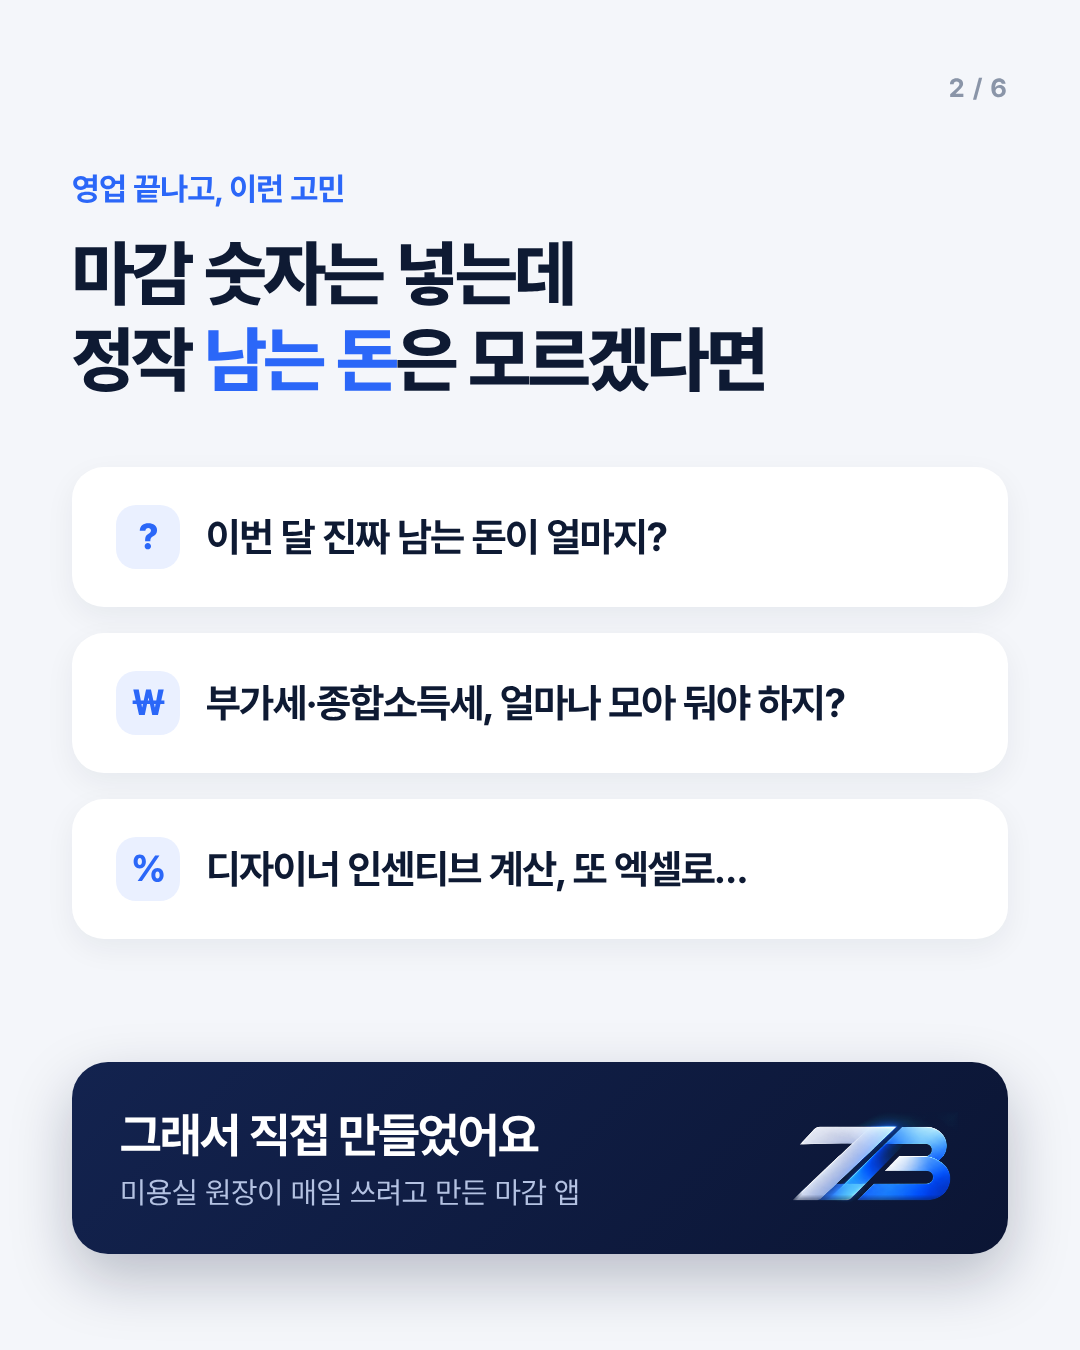 2 / 6
영업 끝나고, 이런 고민
마감 숫자는 넣는데
정작 남는 돈은 모르겠다면
? 이번 달 진짜 남는 돈이 얼마지?
₩ 부가세·종합소득세, 얼마나 모아 둬야 하지?
% 디자이너 인센티브 계산, 또 엑셀로…
그래서 직접 만들었어요
미용실 원장이 매일 쓰려고 만든 마감 앱
ZB